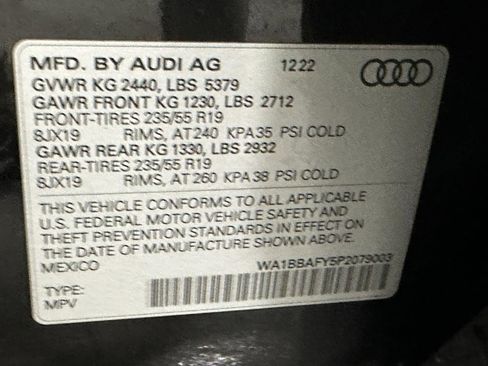 MFD. BY AUDI AG 12 22
GVWR KG 2440, LBS 5379
GAWR FRONT KG 1230, LBS 2712
FRONT-TIRES 235/55 R19
8JX19 RIMS, AT 240 KPA 35 PSI COLD
GAWR REAR KG 1330, LBS 2932
REAR-TIRES 235/55 R19
8JX19 RIMS, AT 260 KPA 38 PSI COLD
THIS VEHICLE CONFORMS TO ALL APPLICABLE
U.S. FEDERAL MOTOR VEHICLE SAFETY AND
THEFT PREVENTION STANDARDS IN EFFECT ON
THE DATE OF MANUFACTURE SHOWN ABOVE.
MEXICO WA1BBAFY5P2079003
TYPE:
MPV